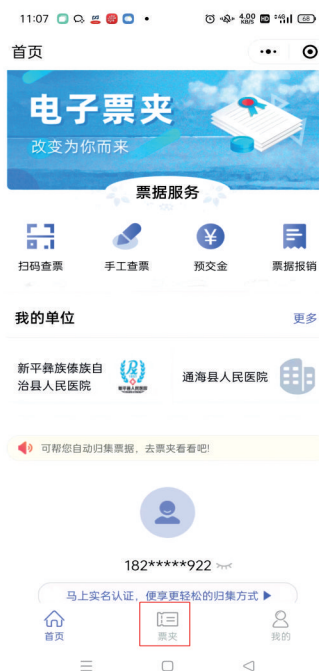 11:07
4.00 KB/S HD 5G 68
首页
电子票夹
改变为你而来
票据服务
扫码查票 手工查票 预交金 票据报销
我的单位 更多
新平彝族傣族自
治县人民医院
通海县人民医院
可帮您自动归集票据，去票夹看看吧!
182*****922
马上实名认证，便享更轻松的归集方式▶
首页 票夹 我的